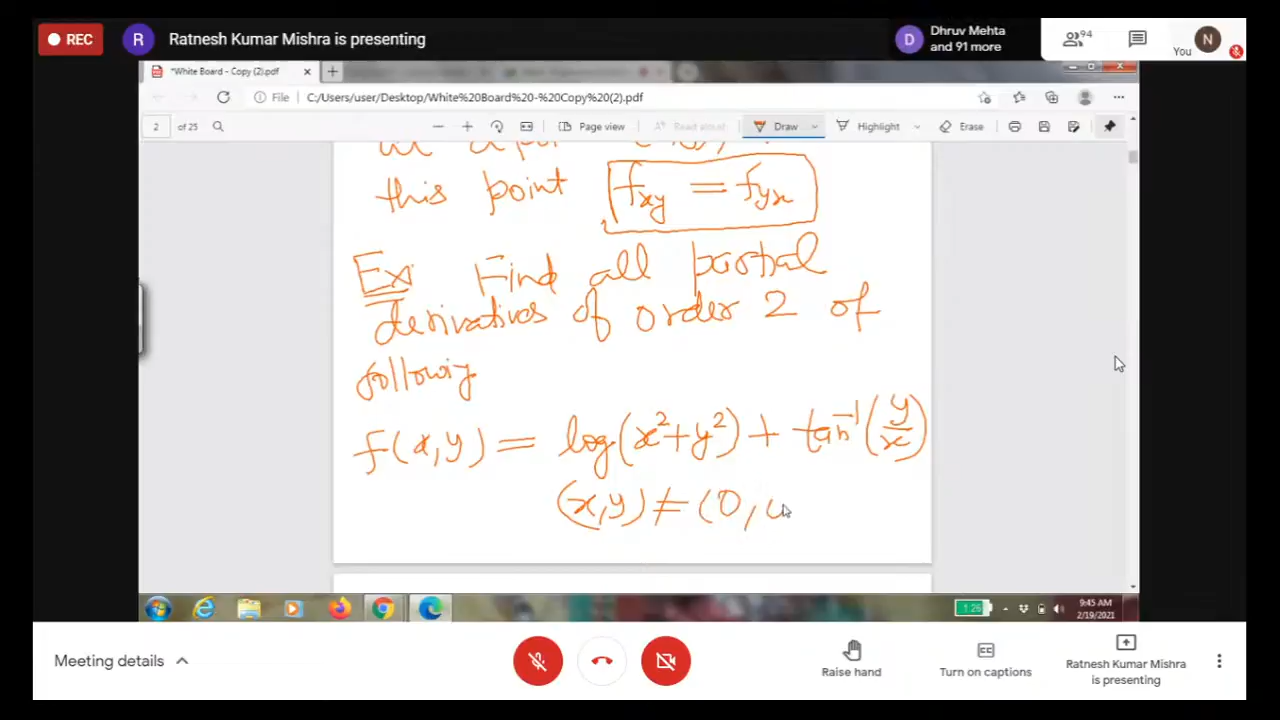 REC
R
Ratnesh Kumar Mishra is presenting
D
Dhruv Mehta
and 91 more
94
You
N
*White Board - Copy (2).pdf
File
C:/Users/user/Desktop/White%20Board%20-%20Copy%20(2).pdf
2 of 25
Page view
Read aloud
Draw
Highlight
Erase
this point fxy = fyx
Ex Find all partial
derivatives of order 2 of
following
f(x,y) = log(x²+y²) + tan⁻¹(y/x)
(x,y) ≠ (0,
1:26
9:45 AM
2/19/2021
Meeting details
Raise hand
CC
Turn on captions
Ratnesh Kumar Mishra
is presenting